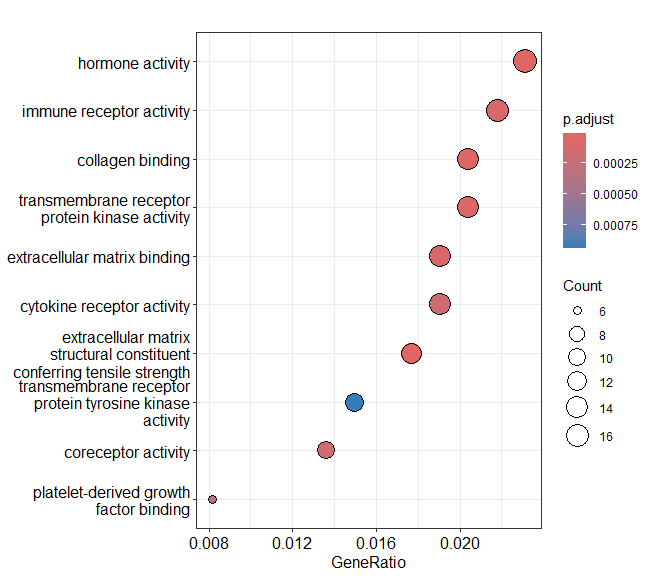 hormone activity
immune receptor activity
collagen binding
transmembrane receptor
protein kinase activity
extracellular matrix binding
cytokine receptor activity
extracellular matrix
structural constituent
conferring tensile strength
transmembrane receptor
protein tyrosine kinase
activity
coreceptor activity
platelet-derived growth
factor binding
0.008 0.012 0.016 0.020
GeneRatio
p.adjust
0.00025
0.00050
0.00075
Count
6
8
10
12
14
16